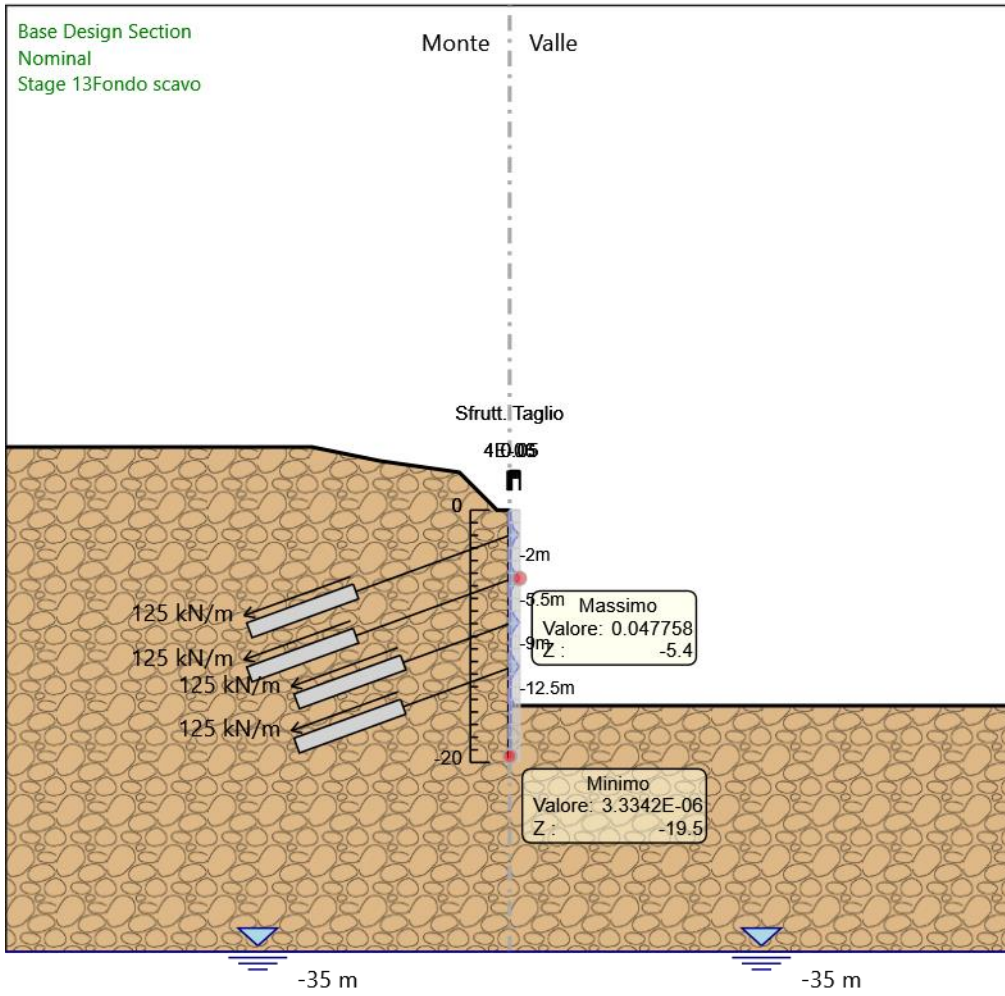 Base Design Section
Nominal
Stage 13Fondo scavo
Monte
Valle
Sfrutt. Taglio
0
-2m
-5.5m
-9m
-12.5m
-20
125 kN/m
125 kN/m
125 kN/m
125 kN/m
Massimo
Valore: 0.047758
Z : -5.4
Minimo
Valore: 3.3342E-06
Z : -19.5
-35 m
-35 m